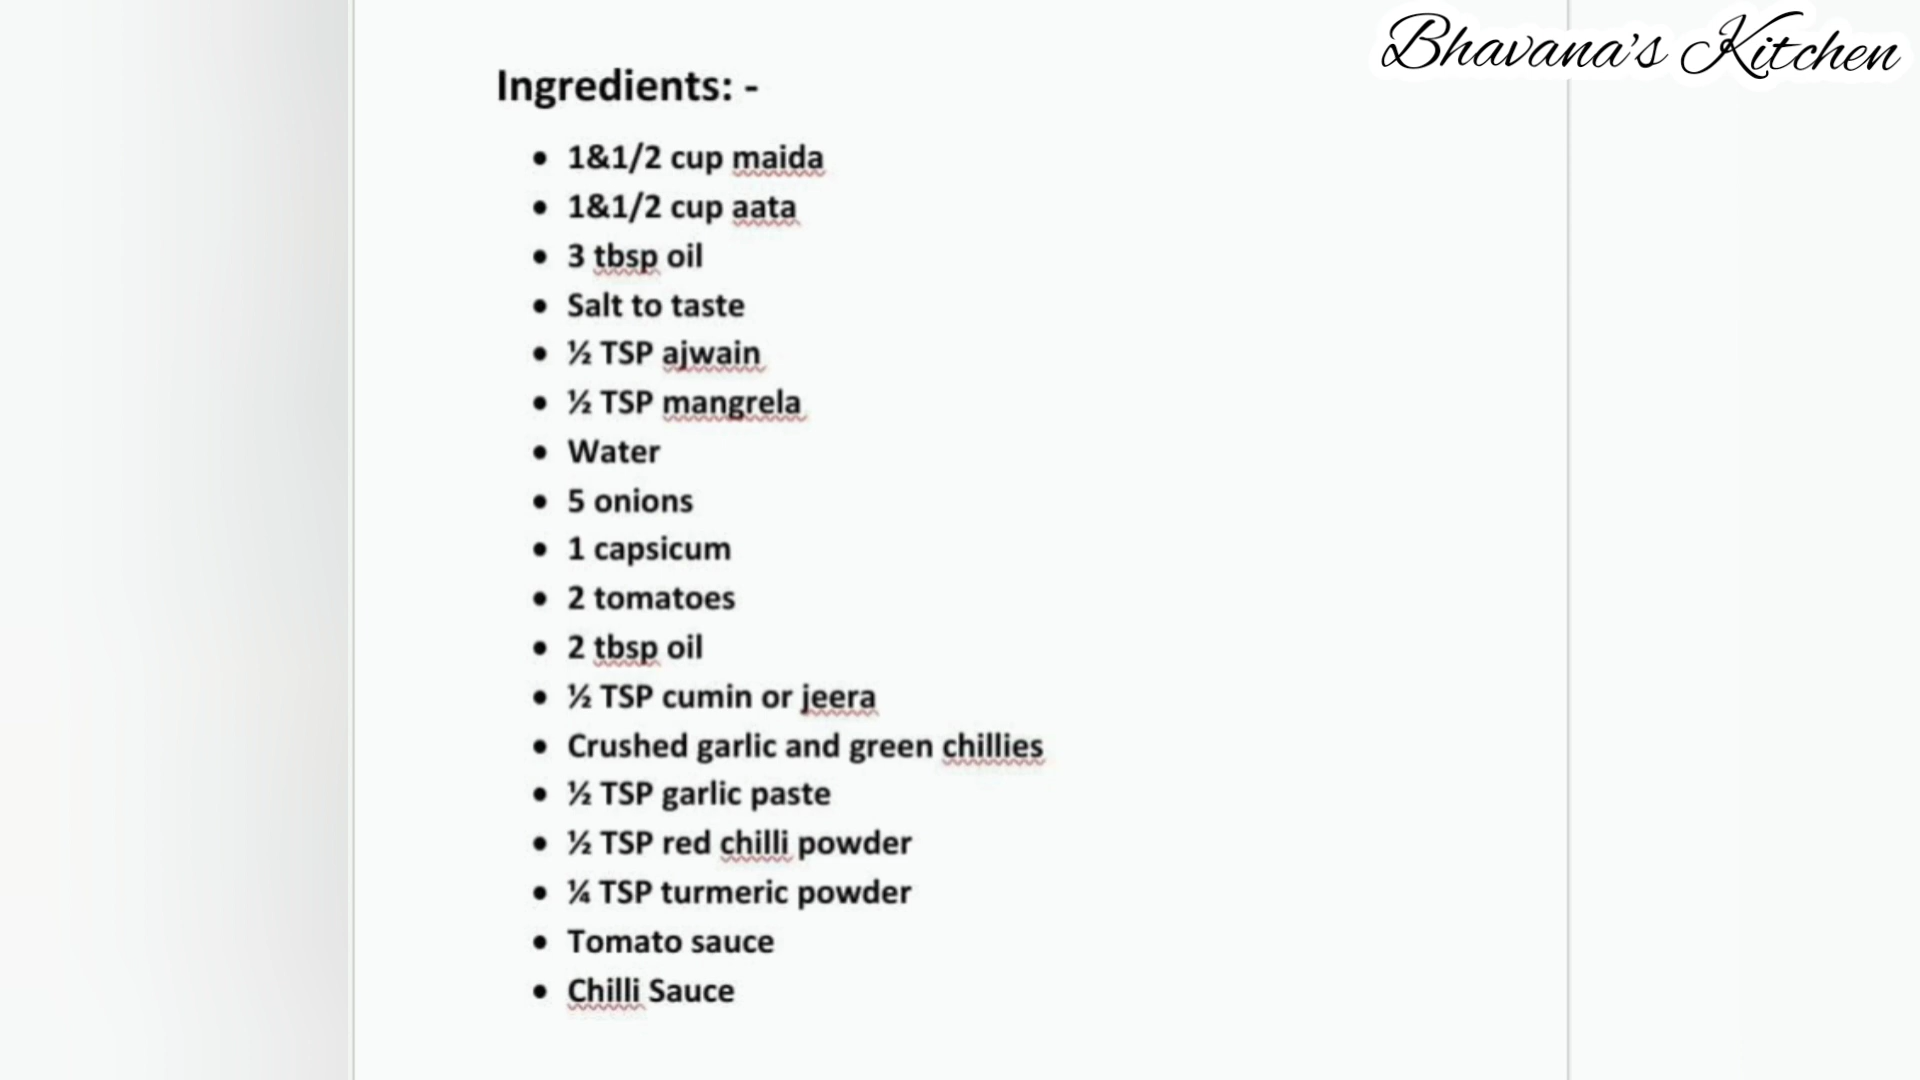 Bhavana's Kitchen
Ingredients: -
• 1&1/2 cup maida
• 1&1/2 cup aata
• 3 tbsp oil
• Salt to taste
• ½ TSP ajwain
• ½ TSP mangrela
• Water
• 5 onions
• 1 capsicum
• 2 tomatoes
• 2 tbsp oil
• ½ TSP cumin or jeera
• Crushed garlic and green chillies
• ½ TSP garlic paste
• ½ TSP red chilli powder
• ¼ TSP turmeric powder
• Tomato sauce
• Chilli Sauce